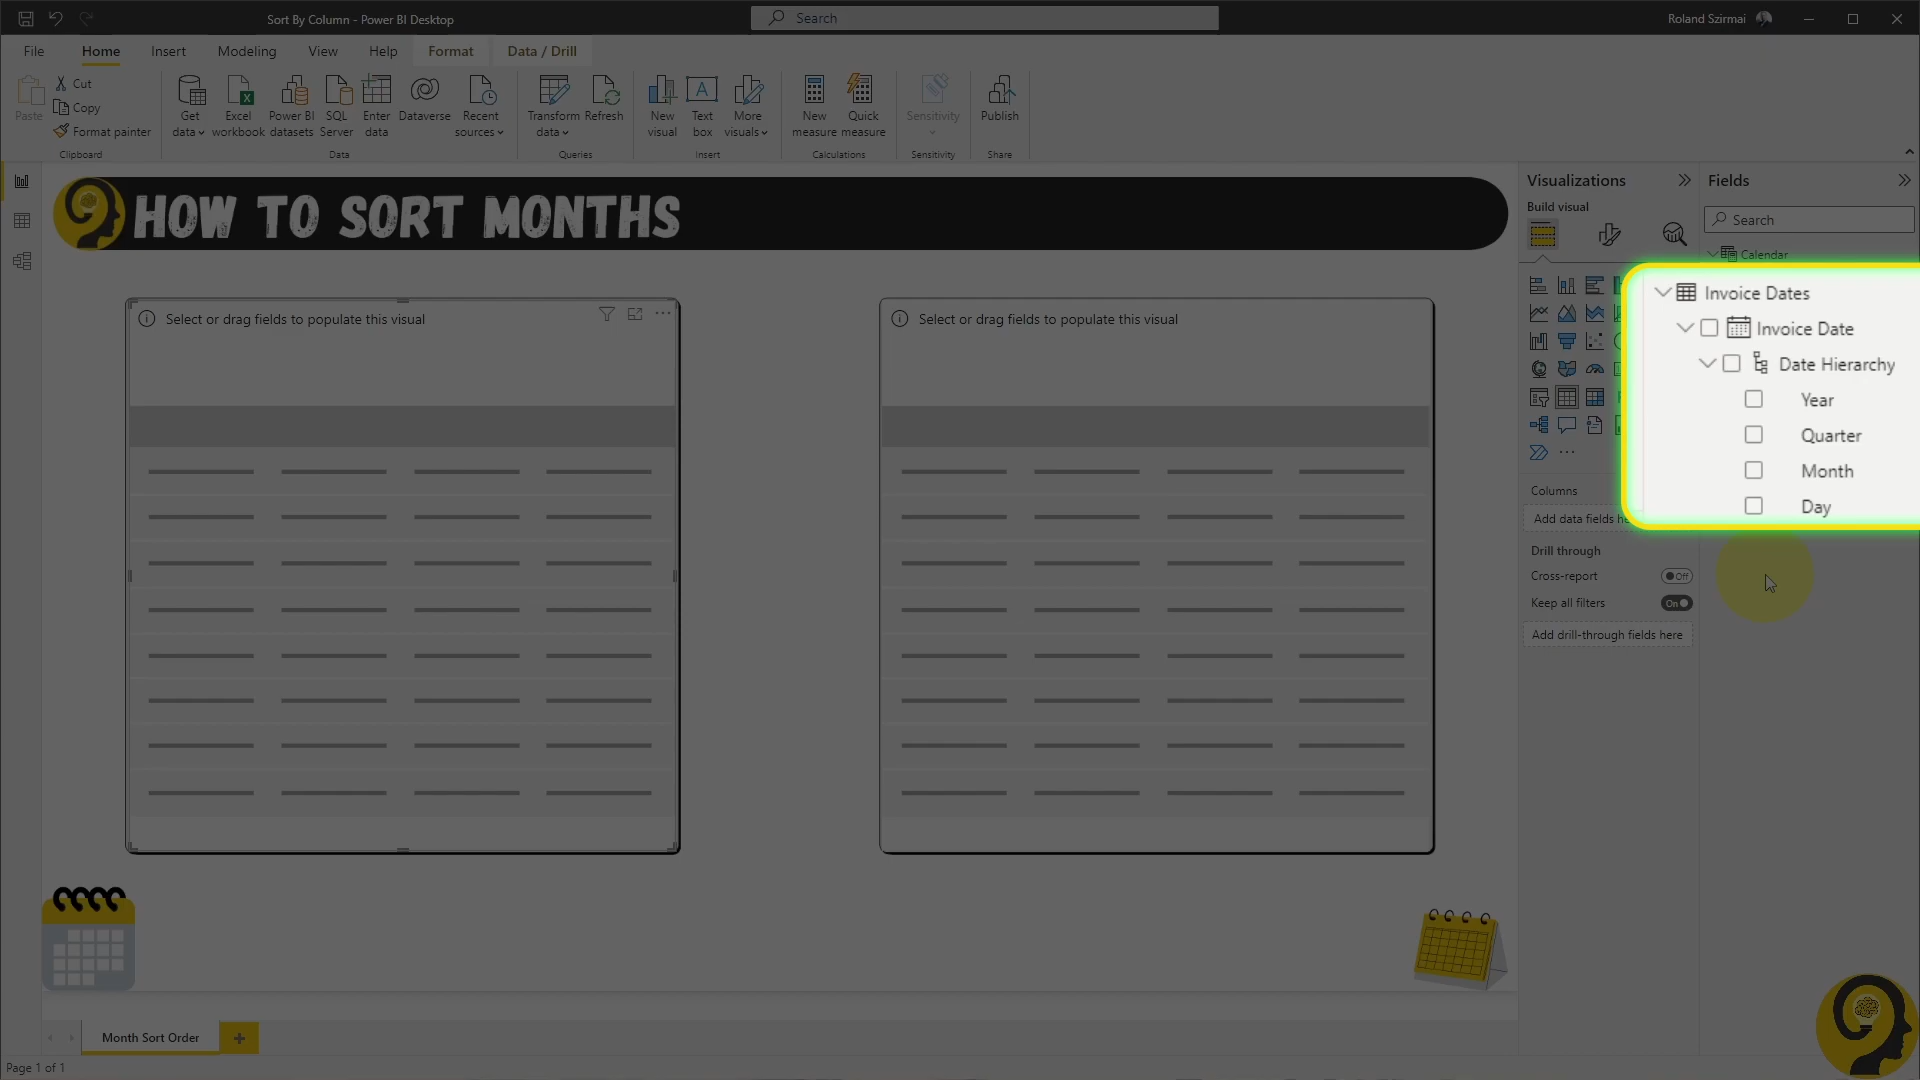 Sort By Column - Power BI Desktop
Search
Roland Szirmai
File
Home
Insert
Modeling
View
Help
Format
Data / Drill
Paste
Cut
Copy
Format painter
Clipboard
Get data
Excel workbook
Power BI datasets
SQL Server
Enter data
Dataverse
Recent sources
Data
Transform data
Refresh
Queries
New visual
Text box
More visuals
Insert
New measure
Quick measure
Calculations
Sensitivity
Sensitivity
Publish
Share
HOW TO SORT MONTHS
Select or drag fields to populate this visual
Select or drag fields to populate this visual
Visualizations
Build visual
Columns
Add data fields he
Drill through
Cross-report
Off
Keep all filters
On
Add drill-through fields here
Fields
Search
Calendar
Invoice Dates
Invoice Date
Date Hierarchy
Year
Quarter
Month
Day
Month Sort Order
Page 1 of 1